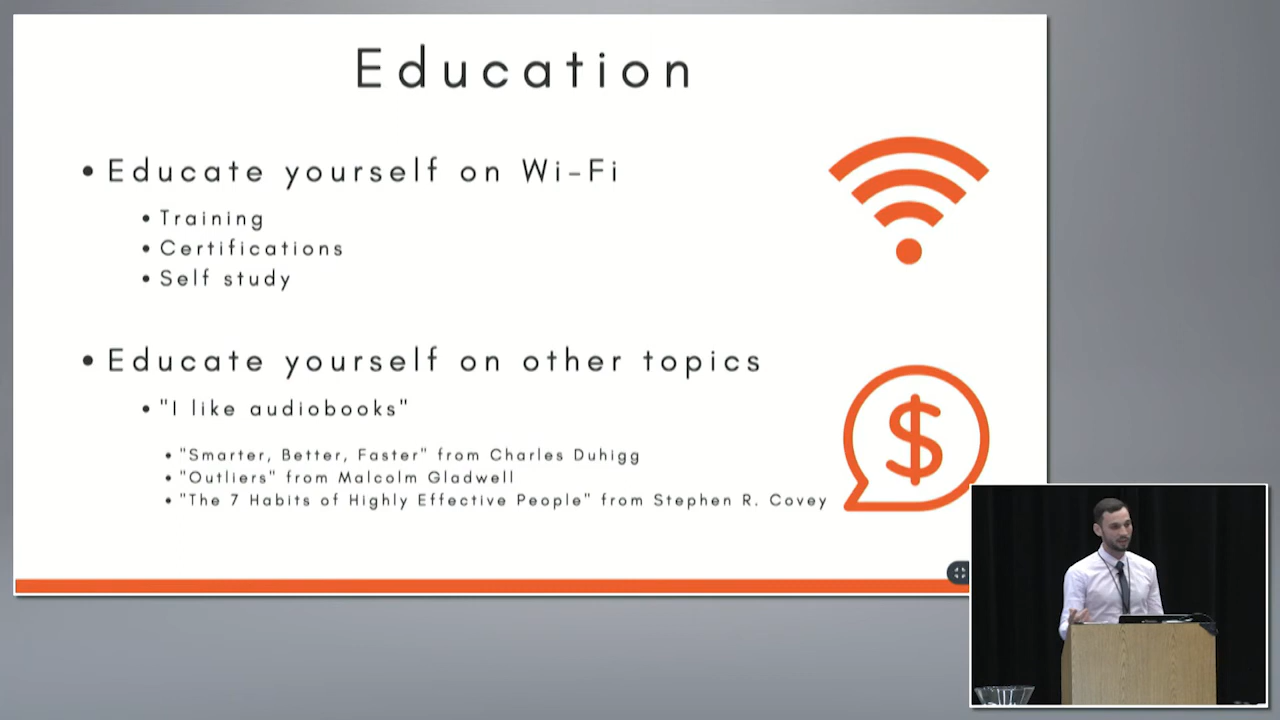 Education
• Educate yourself on Wi-Fi
• Training
• Certifications
• Self study
• Educate yourself on other topics
• "I like audiobooks"
• "Smarter, Better, Faster" from Charles Duhigg
• "Outliers" from Malcolm Gladwell
• "The 7 Habits of Highly Effective People" from Stephen R. Covey
$